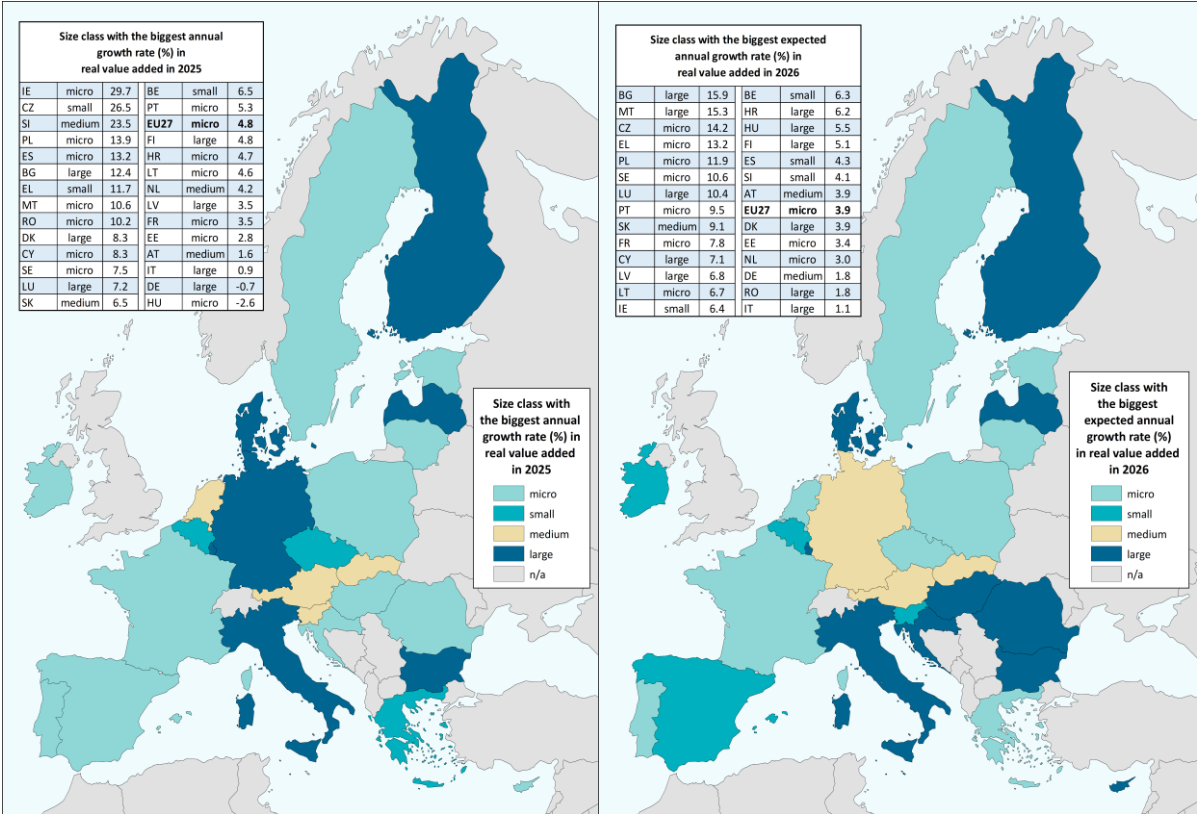 Size class with the biggest annual
growth rate (%) in
real value added in 2025
IE micro 29.7 BE small 6.5
CZ small 26.5 PT micro 5.3
SI medium 23.5 EU27 micro 4.8
PL micro 13.9 FI large 4.8
ES micro 13.2 HR micro 4.7
BG large 12.4 LT micro 4.6
EL small 11.7 NL medium 4.2
MT micro 10.6 LV large 3.5
RO micro 10.2 FR micro 3.5
DK large 8.3 EE micro 2.8
CY micro 8.3 AT medium 1.6
SE micro 7.5 IT large 0.9
LU large 7.2 DE large -0.7
SK medium 6.5 HU micro -2.6
Size class with
the biggest annual
growth rate (%) in
real value added
in 2025
micro
small
medium
large
n/a
Size class with the biggest expected
annual growth rate (%) in
real value added in 2026
BG large 15.9 BE small 6.3
MT large 15.3 HR large 6.2
CZ micro 14.2 HU large 5.5
EL micro 13.2 FI large 5.1
PL micro 11.9 ES small 4.3
SE micro 10.6 SI small 4.1
LU large 10.4 AT medium 3.9
PT micro 9.5 EU27 micro 3.9
SK medium 9.1 DK large 3.9
FR micro 7.8 EE micro 3.4
CY large 7.1 NL micro 3.0
LV large 6.8 DE medium 1.8
LT micro 6.7 RO large 1.8
IE small 6.4 IT large 1.1
Size class with
the biggest
expected annual
growth rate (%)
in real value added
in 2026
micro
small
medium
large
n/a